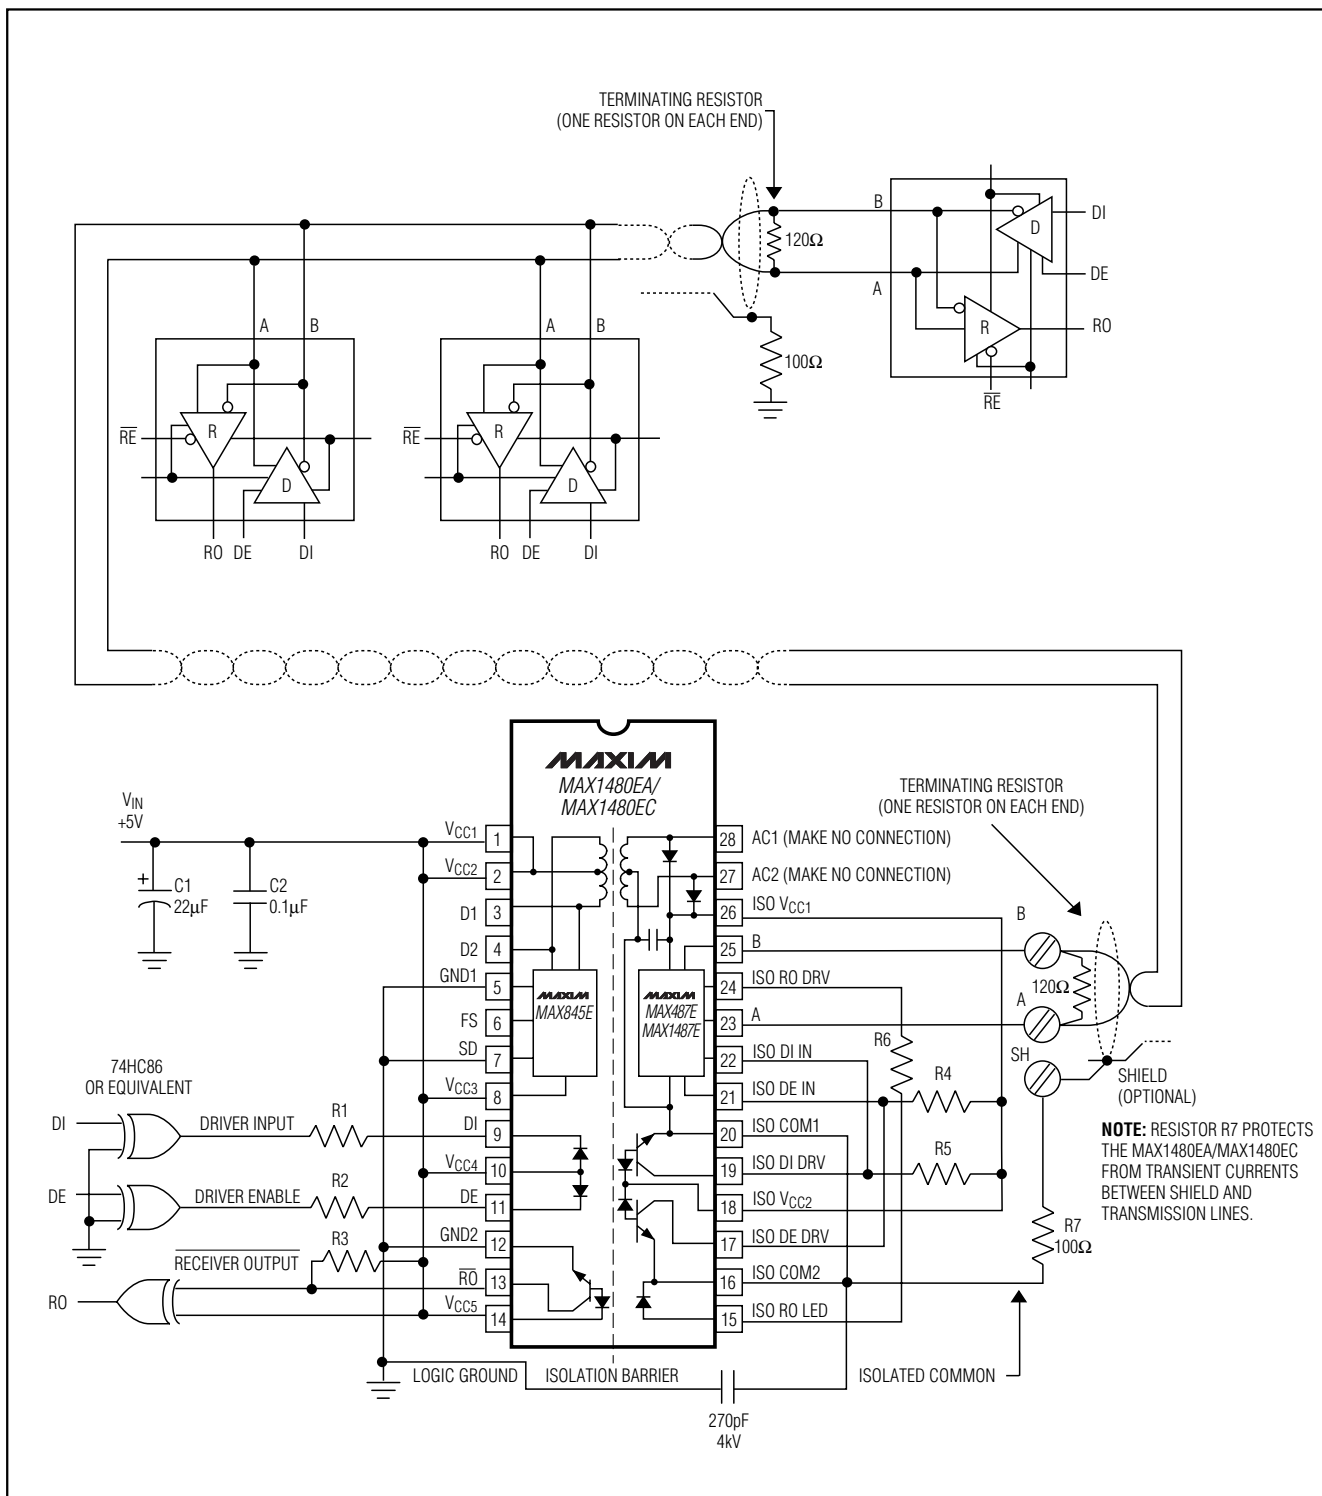 TERMINATING RESISTOR
(ONE RESISTOR ON EACH END)
B
DI
D
120Ω
DE
A
R
RO
100Ω
RE
A B
A B
RE
R
D
RO DE DI
RE
R
D
RO DE DI
MAXIM
MAX1480EA/
MAX1480EC
TERMINATING RESISTOR
(ONE RESISTOR ON EACH END)
VIN
+5V
C1
22µF
C2
0.1µF
VCC1
1
VCC2
2
D1
3
D2
4
GND1
5
FS
6
SD
7
VCC3
8
DI
9
VCC4
10
DE
11
GND2
12
RO
13
VCC5
14
MAXIM
MAX845E
MAXIM
MAX487E
MAX1487E
28 AC1 (MAKE NO CONNECTION)
27 AC2 (MAKE NO CONNECTION)
26 ISO VCC1
25 B
24 ISO RO DRV
23 A
22 ISO DI IN
21 ISO DE IN
20 ISO COM1
19 ISO DI DRV
18 ISO VCC2
17 ISO DE DRV
16 ISO COM2
15 ISO RO LED
B
120Ω
A
SH
R6
R4
R5
SHIELD
(OPTIONAL)
NOTE: RESISTOR R7 PROTECTS
THE MAX1480EA/MAX1480EC
FROM TRANSIENT CURRENTS
BETWEEN SHIELD AND
TRANSMISSION LINES.
R7
100Ω
74HC86
OR EQUIVALENT
DI
DRIVER INPUT
R1
DE
DRIVER ENABLE
R2
RECEIVER OUTPUT
R3
RO
LOGIC GROUND
ISOLATION BARRIER
ISOLATED COMMON
270pF
4kV